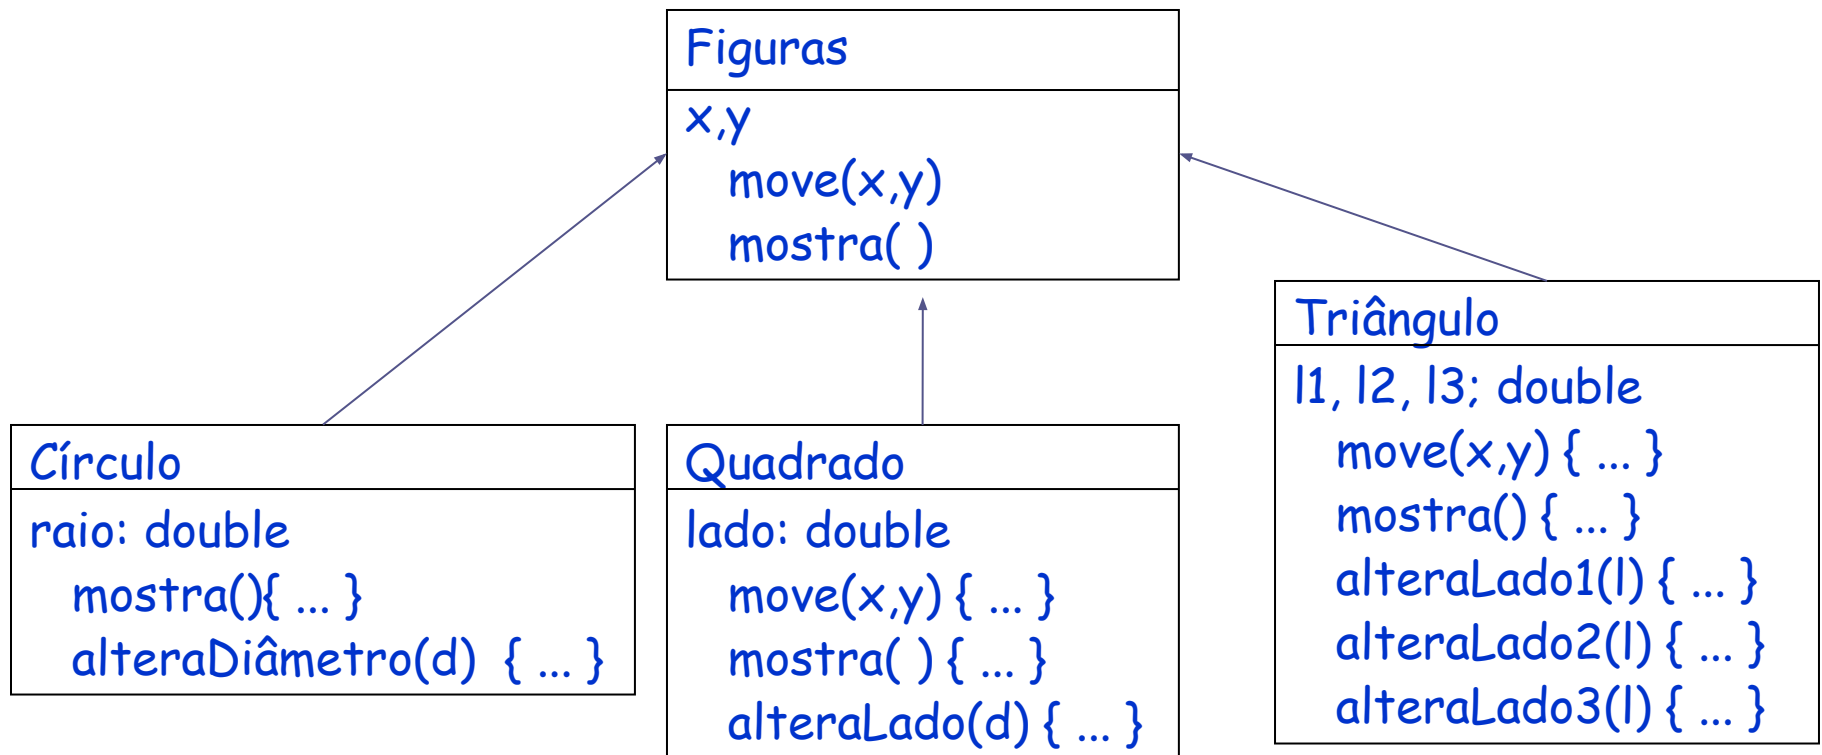 Figuras
x,y
move(x,y)
mostra( )
Círculo
raio: double
mostra(){ ... }
alteraDiâmetro(d) { ... }
Quadrado
lado: double
move(x,y) { ... }
mostra( ) { ... }
alteraLado(d) { ... }
Triângulo
l1, l2, l3; double
move(x,y) { ... }
mostra() { ... }
alteraLado1(l) { ... }
alteraLado2(l) { ... }
alteraLado3(l) { ... }